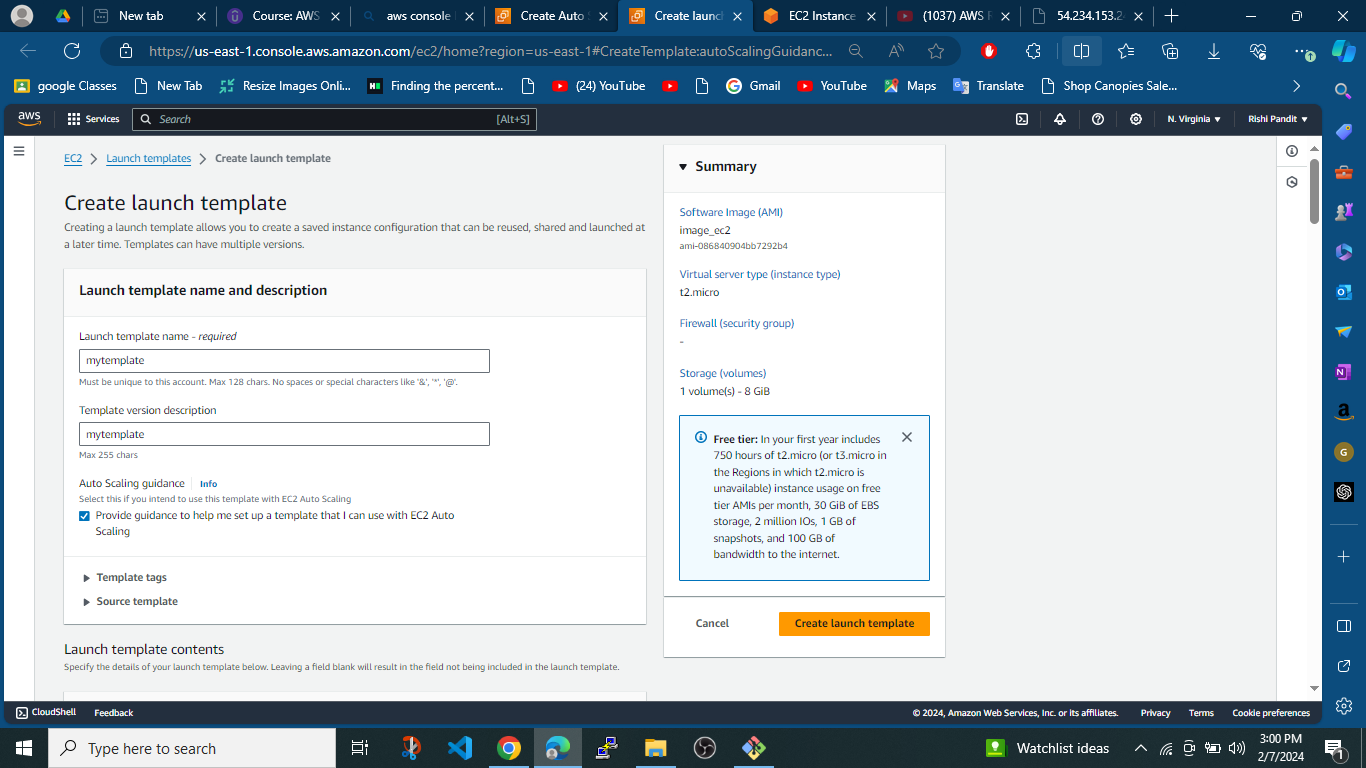 New tab
Course: AWS
aws console l
Create Auto S
Create launc
EC2 Instance
(1037) AWS R
54.234.153.2
https://us-east-1.console.aws.amazon.com/ec2/home?region=us-east-1#CreateTemplate:autoScalingGuidanc...
google Classes
New Tab
Resize Images Onli...
Finding the percent...
(24) YouTube
Gmail
YouTube
Maps
Translate
Shop Canopies Sale...
aws
Services
Search
[Alt+S]
N. Virginia
Rishi Pandit
EC2
Launch templates
Create launch template
Create launch template
Creating a launch template allows you to create a saved instance configuration that can be reused, shared and launched at
a later time. Templates can have multiple versions.
Launch template name and description
Launch template name - required
mytemplate
Must be unique to this account. Max 128 chars. No spaces or special characters like '&', '*', '@'.
Template version description
mytemplate
Max 255 chars
Auto Scaling guidance
Info
Select this if you intend to use this template with EC2 Auto Scaling
Provide guidance to help me set up a template that I can use with EC2 Auto
Scaling
Template tags
Source template
Launch template contents
Specify the details of your launch template below. Leaving a field blank will result in the field not being included in the launch template.
Summary
Software Image (AMI)
image_ec2
ami-086840904bb7292b4
Virtual server type (instance type)
t2.micro
Firewall (security group)
-
Storage (volumes)
1 volume(s) - 8 GiB
Free tier: In your first year includes
750 hours of t2.micro (or t3.micro in
the Regions in which t2.micro is
unavailable) instance usage on free
tier AMIs per month, 30 GiB of EBS
storage, 2 million IOs, 1 GB of
snapshots, and 100 GB of
bandwidth to the internet.
Cancel
Create launch template
CloudShell
Feedback
© 2024, Amazon Web Services, Inc. or its affiliates.
Privacy
Terms
Cookie preferences
Type here to search
Watchlist ideas
3:00 PM
2/7/2024
1